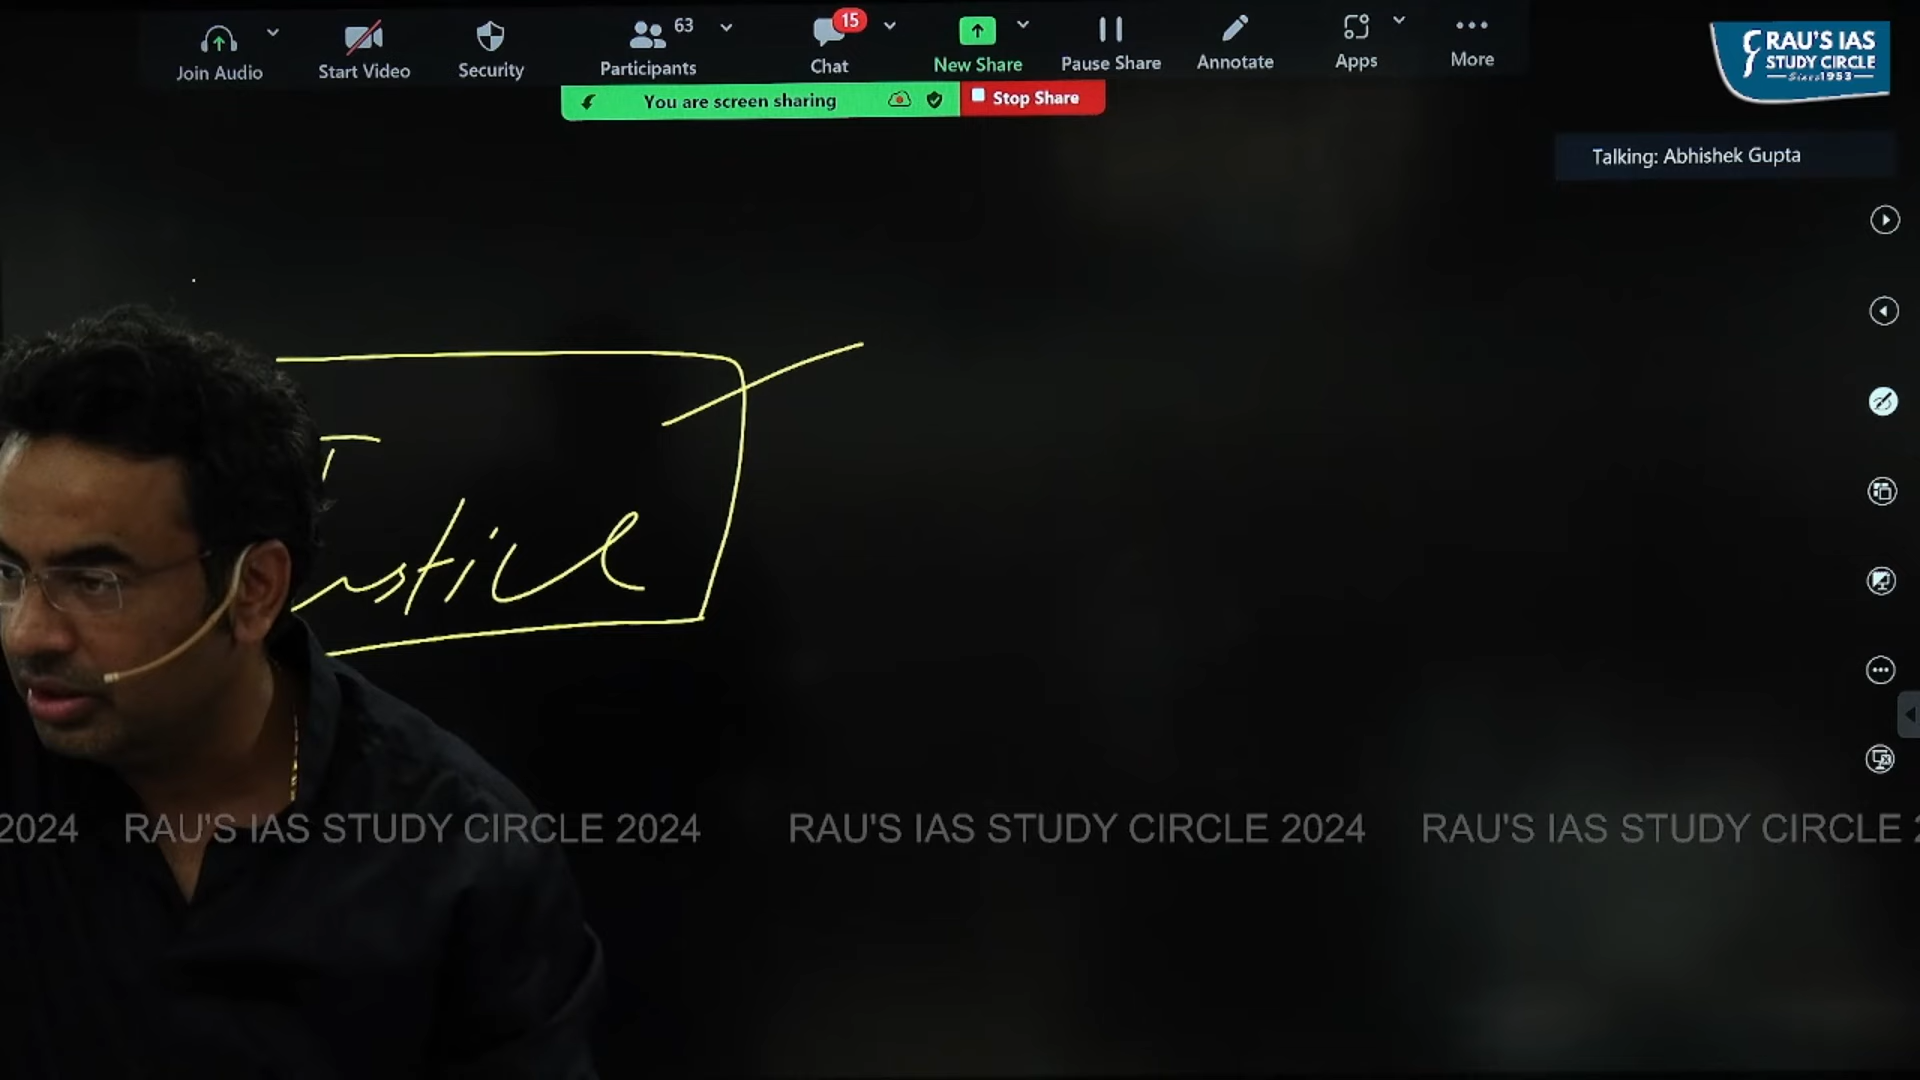 Join Audio
Start Video
Security
Participants 63
Chat 15
New Share
Pause Share
Annotate
Apps
More
RAU'S IAS
STUDY CIRCLE
Since 1953
You are screen sharing
Stop Share
Talking: Abhishek Gupta
2024 RAU'S IAS STUDY CIRCLE 2024 RAU'S IAS STUDY CIRCLE 2024 RAU'S IAS STUDY CIRCLE